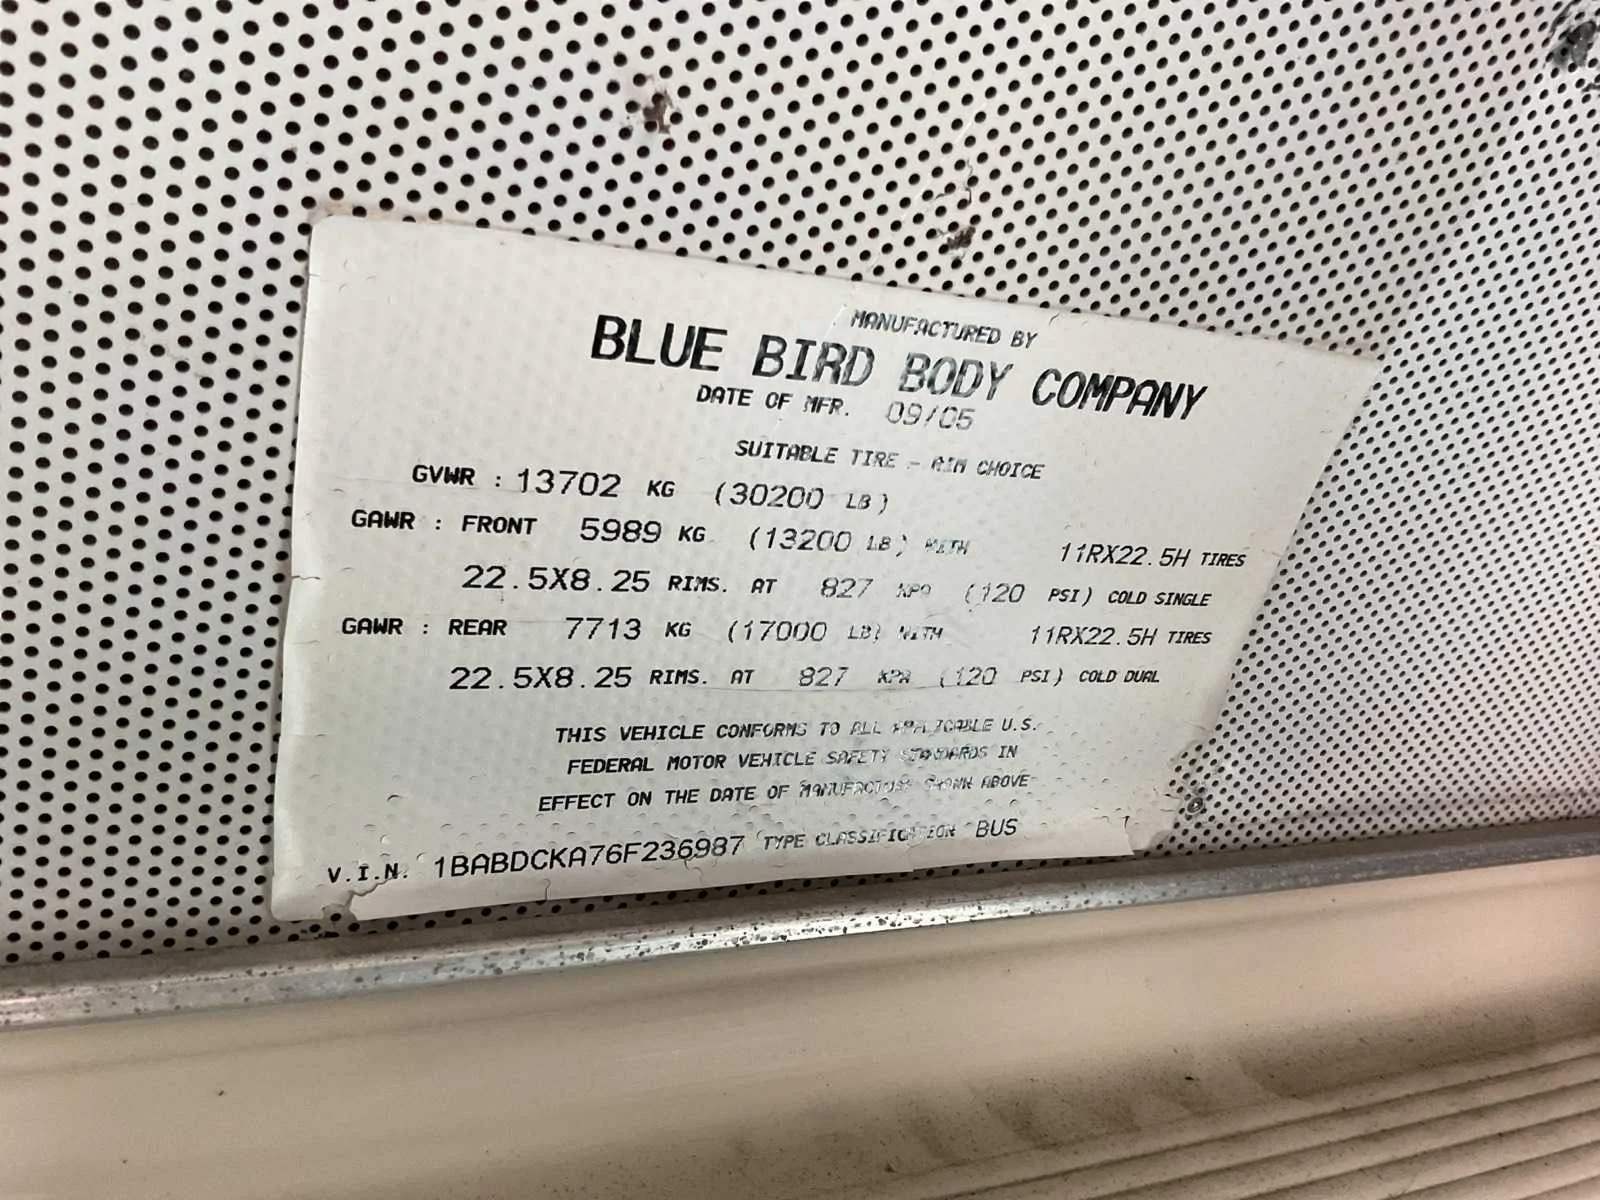 MANUFACTURED BY
BLUE BIRD BODY COMPANY
DATE OF MFR. 09/05
SUITABLE TIRE - RIM CHOICE
GVWR : 13702 KG (30200 LB)
GAWR : FRONT 5989 KG (13200 LB) WITH 11RX22.5H TIRES
22.5X8.25 RIMS. AT 827 KPA (120 PSI) COLD SINGLE
GAWR : REAR 7713 KG (17000 LB) WITH 11RX22.5H TIRES
22.5X8.25 RIMS. AT 827 KPA (120 PSI) COLD DUAL
THIS VEHICLE CONFORMS TO ALL APPLICABLE U.S.
FEDERAL MOTOR VEHICLE SAFETY STANDARDS IN
EFFECT ON THE DATE OF MANUFACTURE SHOWN ABOVE
V.I.N. 1BABDCKA76F236987 TYPE CLASSIFICATION BUS